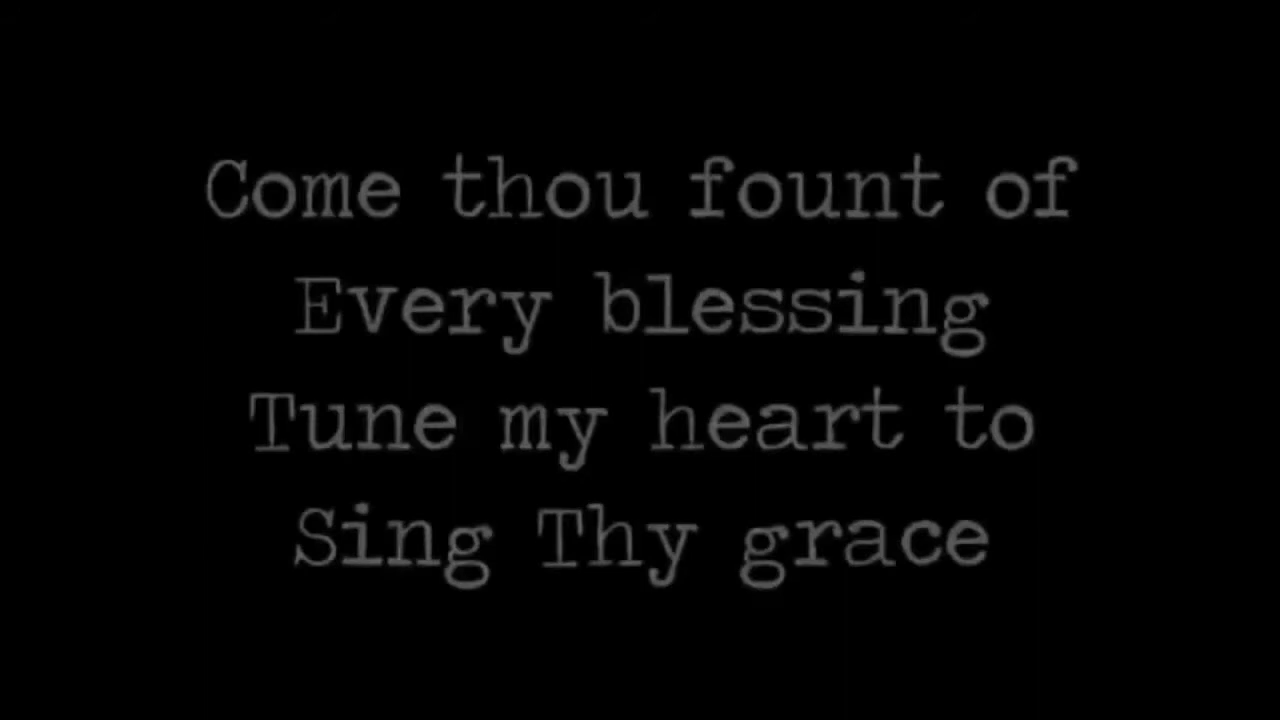 Come thou fount of
Every blessing
Tune my heart to
Sing Thy grace